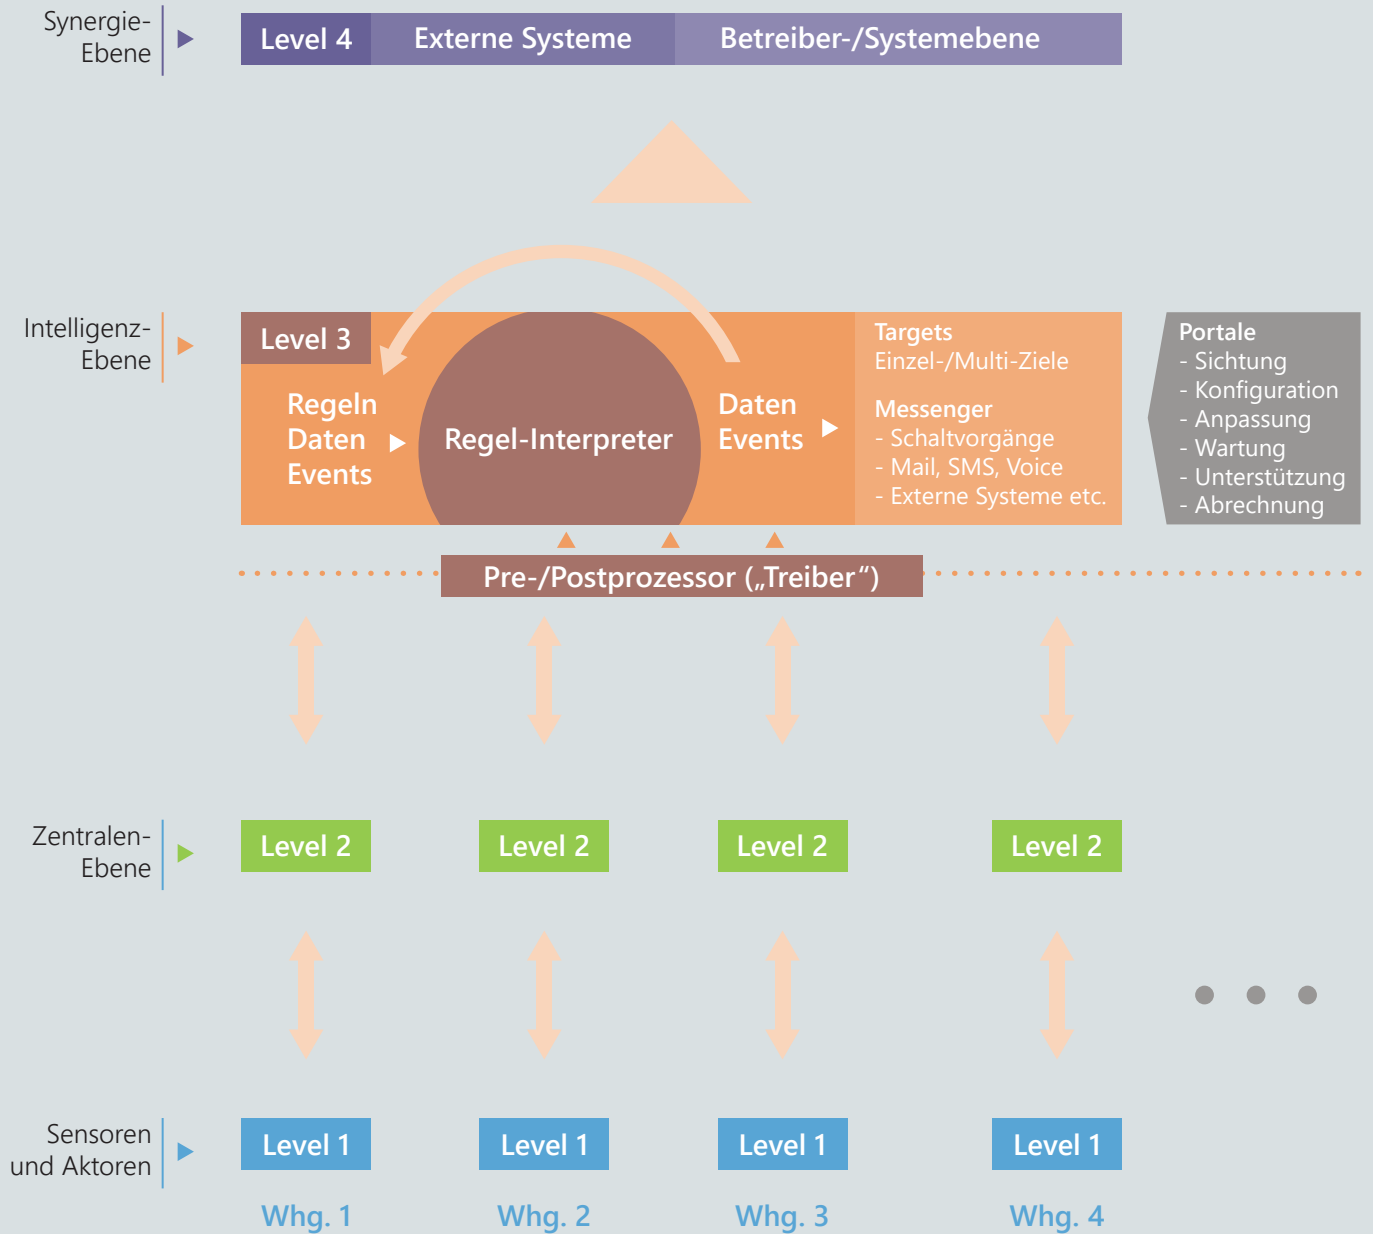 Synergie-
Ebene
Level 4
Externe Systeme
Betreiber-/Systemebene
Intelligenz-
Ebene
Level 3
Regeln
Daten
Events
Regel-Interpreter
Daten
Events
Targets
Einzel-/Multi-Ziele
Messenger
- Schaltvorgänge
- Mail, SMS, Voice
- Externe Systeme etc.
Portale
- Sichtung
- Konfiguration
- Anpassung
- Wartung
- Unterstützung
- Abrechnung
Pre-/Postprozessor („Treiber“)
Zentralen-
Ebene
Level 2
Level 2
Level 2
Level 2
Sensoren
und Aktoren
Level 1
Level 1
Level 1
Level 1
Whg. 1
Whg. 2
Whg. 3
Whg. 4